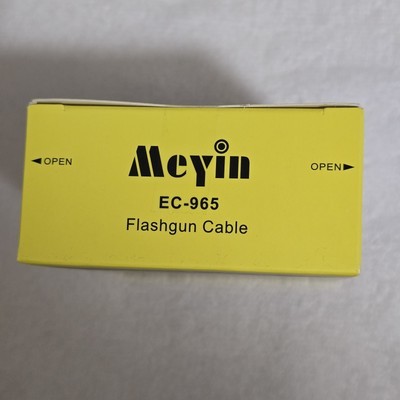 Meyin
◄OPEN
OPEN►
EC-965
Flashgun Cable